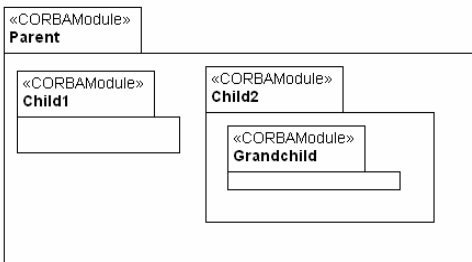 «CORBAModule»
Parent
«CORBAModule»
Child1
«CORBAModule»
Child2
«CORBAModule»
Grandchild